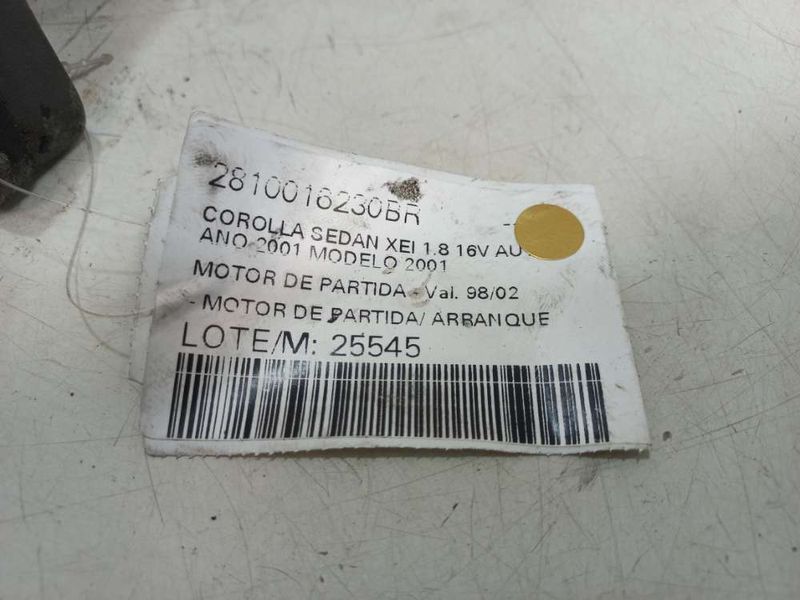 2810016230BR
COROLLA SEDAN XEI 1.8 16V AU
ANO 2001 MODELO 2001
MOTOR DE PARTIDA - Val. 98/02
- MOTOR DE PARTIDA/ ARRANQUE
LOTE/M: 25545